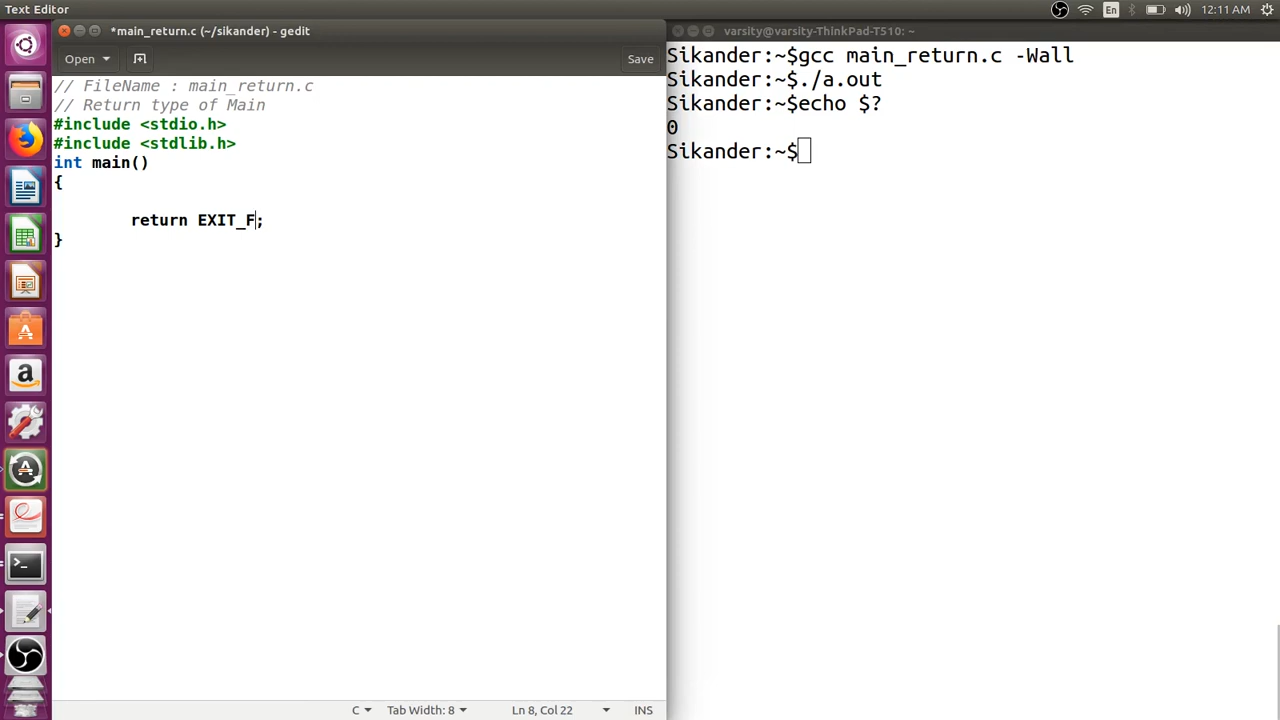 Text Editor
En
12:11 AM
*main_return.c (~/sikander) - gedit
Open
Save
// FileName : main_return.c
// Return type of Main
#include <stdio.h>
#include <stdlib.h>
int main()
{
return EXIT_F;
}
C
Tab Width: 8
Ln 8, Col 22
INS
varsity@varsity-ThinkPad-T510: ~
Sikander:~$gcc main_return.c -Wall
Sikander:~$./a.out
Sikander:~$echo $?
0
Sikander:~$